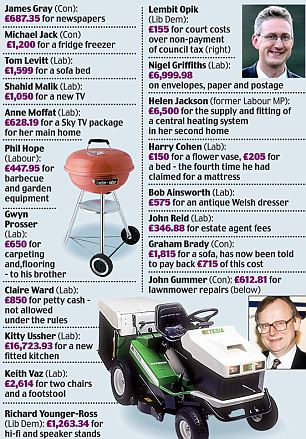 James Gray (Con):
£687.35 for newspapers
Michael Jack (Con)
£1,200 for a fridge freezer
Tom Levitt (Lab):
£1,599 for a sofa bed
Shahid Malik (Lab):
£1,050 for a new TV
Anne Moffat (Lab):
£628.19 for a Sky TV package
for her main home
Phil Hope
(Labour):
£447.95 for
barbecue
and garden
equipment
Gwyn
Prosser
(Lab):
£650 for
carpeting
and,flooring
- to his brother
Claire Ward (Lab):
£850 for petty cash -
not allowed
under the rules
Kitty Ussher (Lab):
£16,723.93 for a new
fitted kitchen
Keith Vaz (Lab):
£2,614 for two chairs
and a footstool
Richard Younger-Ross
(Lib Dem): £1,263.34 for
hi-fi and speaker stands
Lembit Opik
(Lib Dem):
£155 for court costs
over non-payment
of council tax (right)
Nigel Griffiths (Lab):
£6,999.98
on envelopes, paper and postage
Helen Jackson (former Labour MP):
£6,500 for the supply and fitting of
a central heating system
in her second home
Harry Cohen (Lab):
£150 for a flower vase, £205 for
a bed - the fourth time he had
claimed for a mattress
Bob Ainsworth (Lab):
£575 for an antique Welsh dresser
John Reid (Lab):
£346.88 for estate agent fees
Graham Brady (Con):
£1,815 for a sofa, has now been told
to pay back £715 of this cost
John Gummer (Con): £612.81 for
lawnmower repairs (below)
ETESIA